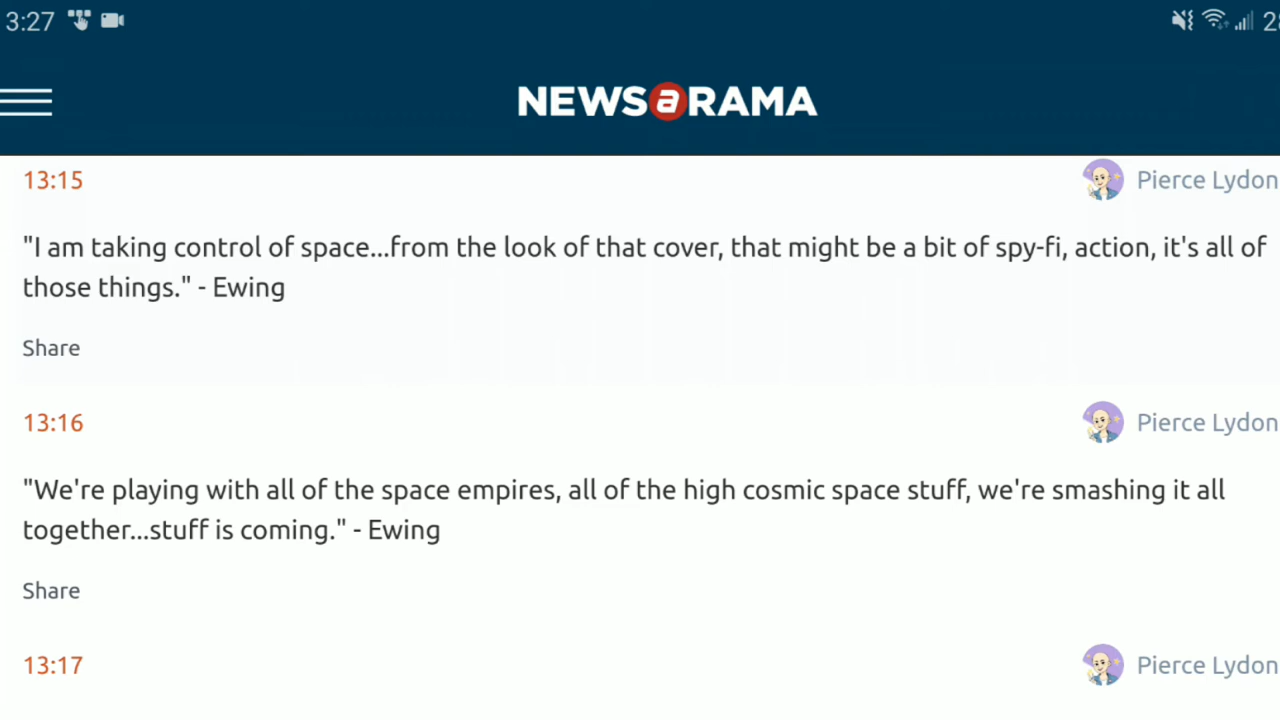 3:27
28
NEWSaRAMA
13:15
Pierce Lydon
"I am taking control of space...from the look of that cover, that might be a bit of spy-fi, action, it's all of
those things." - Ewing
Share
13:16
Pierce Lydon
"We're playing with all of the space empires, all of the high cosmic space stuff, we're smashing it all
together...stuff is coming." - Ewing
Share
13:17
Pierce Lydon